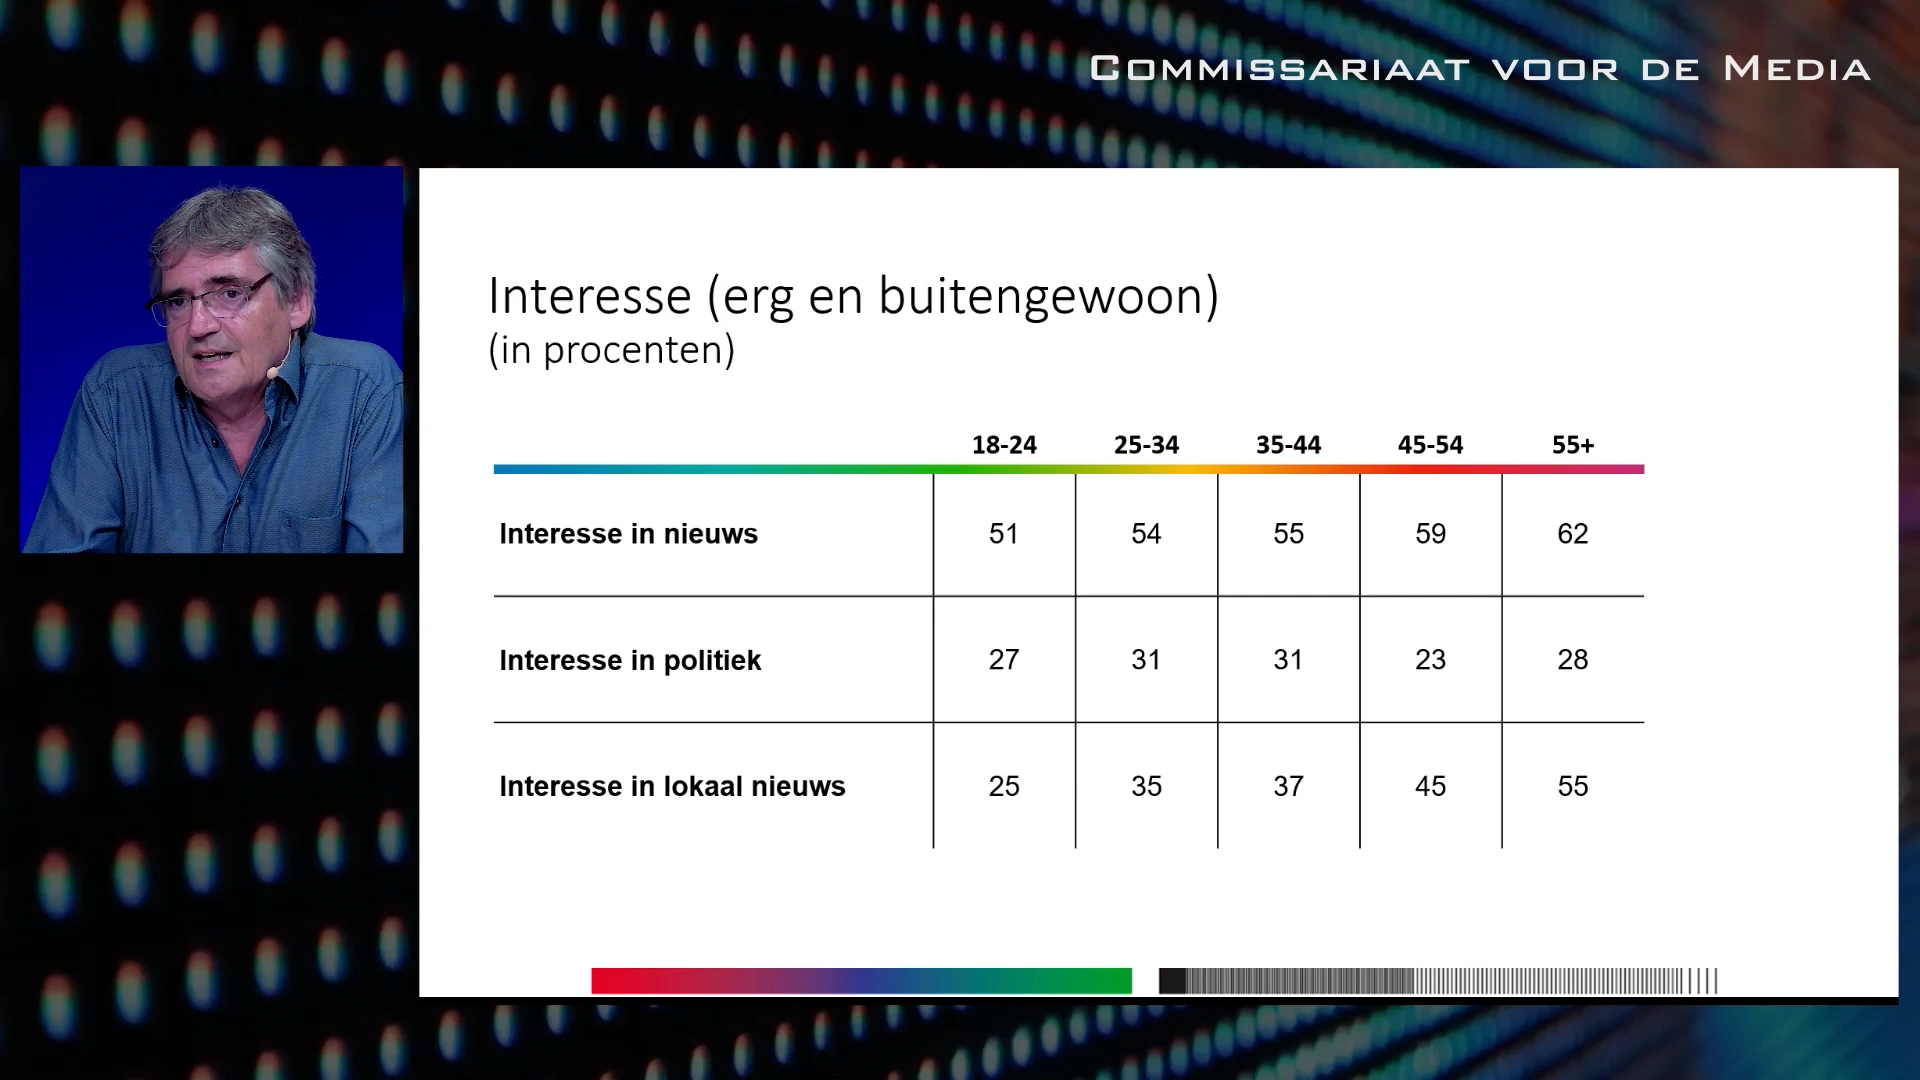 Commissariaat voor de Media
Interesse (erg en buitengewoon)
(in procenten)
18-24 25-34 35-44 45-54 55+
Interesse in nieuws 51 54 55 59 62
Interesse in politiek 27 31 31 23 28
Interesse in lokaal nieuws 25 35 37 45 55